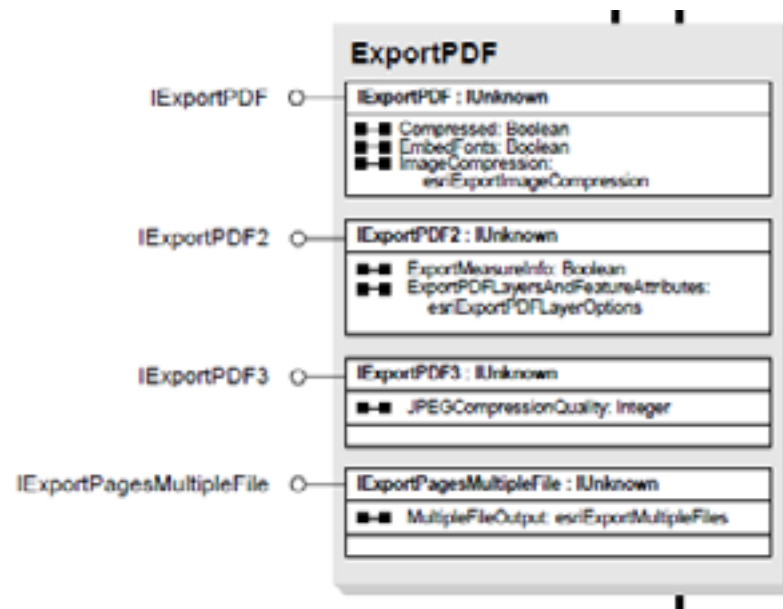 ExportPDF
IExportPDF
IExportPDF : IUnknown
Compressed: Boolean
EmbedFonts: Boolean
ImageCompression:
esriExportImageCompression
IExportPDF2
IExportPDF2 : IUnknown
ExportMeasureInfo: Boolean
ExportPDFLayersAndFeatureAttributes:
esriExportPDFLayerOptions
IExportPDF3
IExportPDF3 : IUnknown
JPEGCompressionQuality: Integer
IExportPagesMultipleFile
IExportPagesMultipleFile : IUnknown
MultipleFileOutput: esriExportMultipleFiles